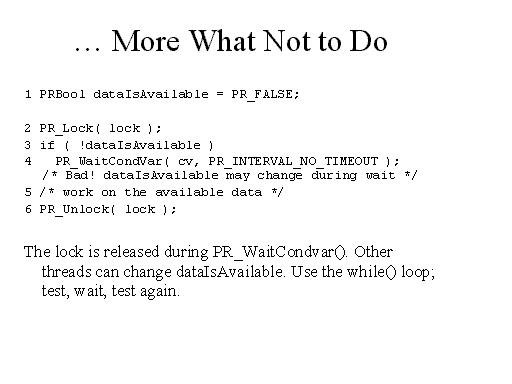 ... More What Not to Do
1 PRBool dataIsAvailable = PR_FALSE;
2 PR_Lock( lock );
3 if ( !dataIsAvailable )
4 PR_WaitCondVar( cv, PR_INTERVAL_NO_TIMEOUT );
/* Bad! dataIsAvailable may change during wait */
5 /* work on the available data */
6 PR_Unlock( lock );
The lock is released during PR_WaitCondvar(). Other
threads can change dataIsAvailable. Use the while() loop;
test, wait, test again.